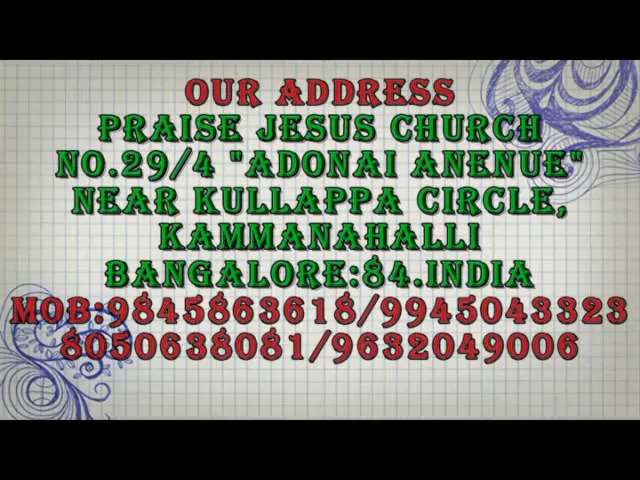 OUR ADDRESS
PRAISE JESUS CHURCH
NO.29/4 "ADONAI ANENUE"
NEAR KULLAPPA CIRCLE,
KAMMANAHALLI
BANGALORE:84.INDIA
MOB:9845863618/9945043323
8050638081/9632049006